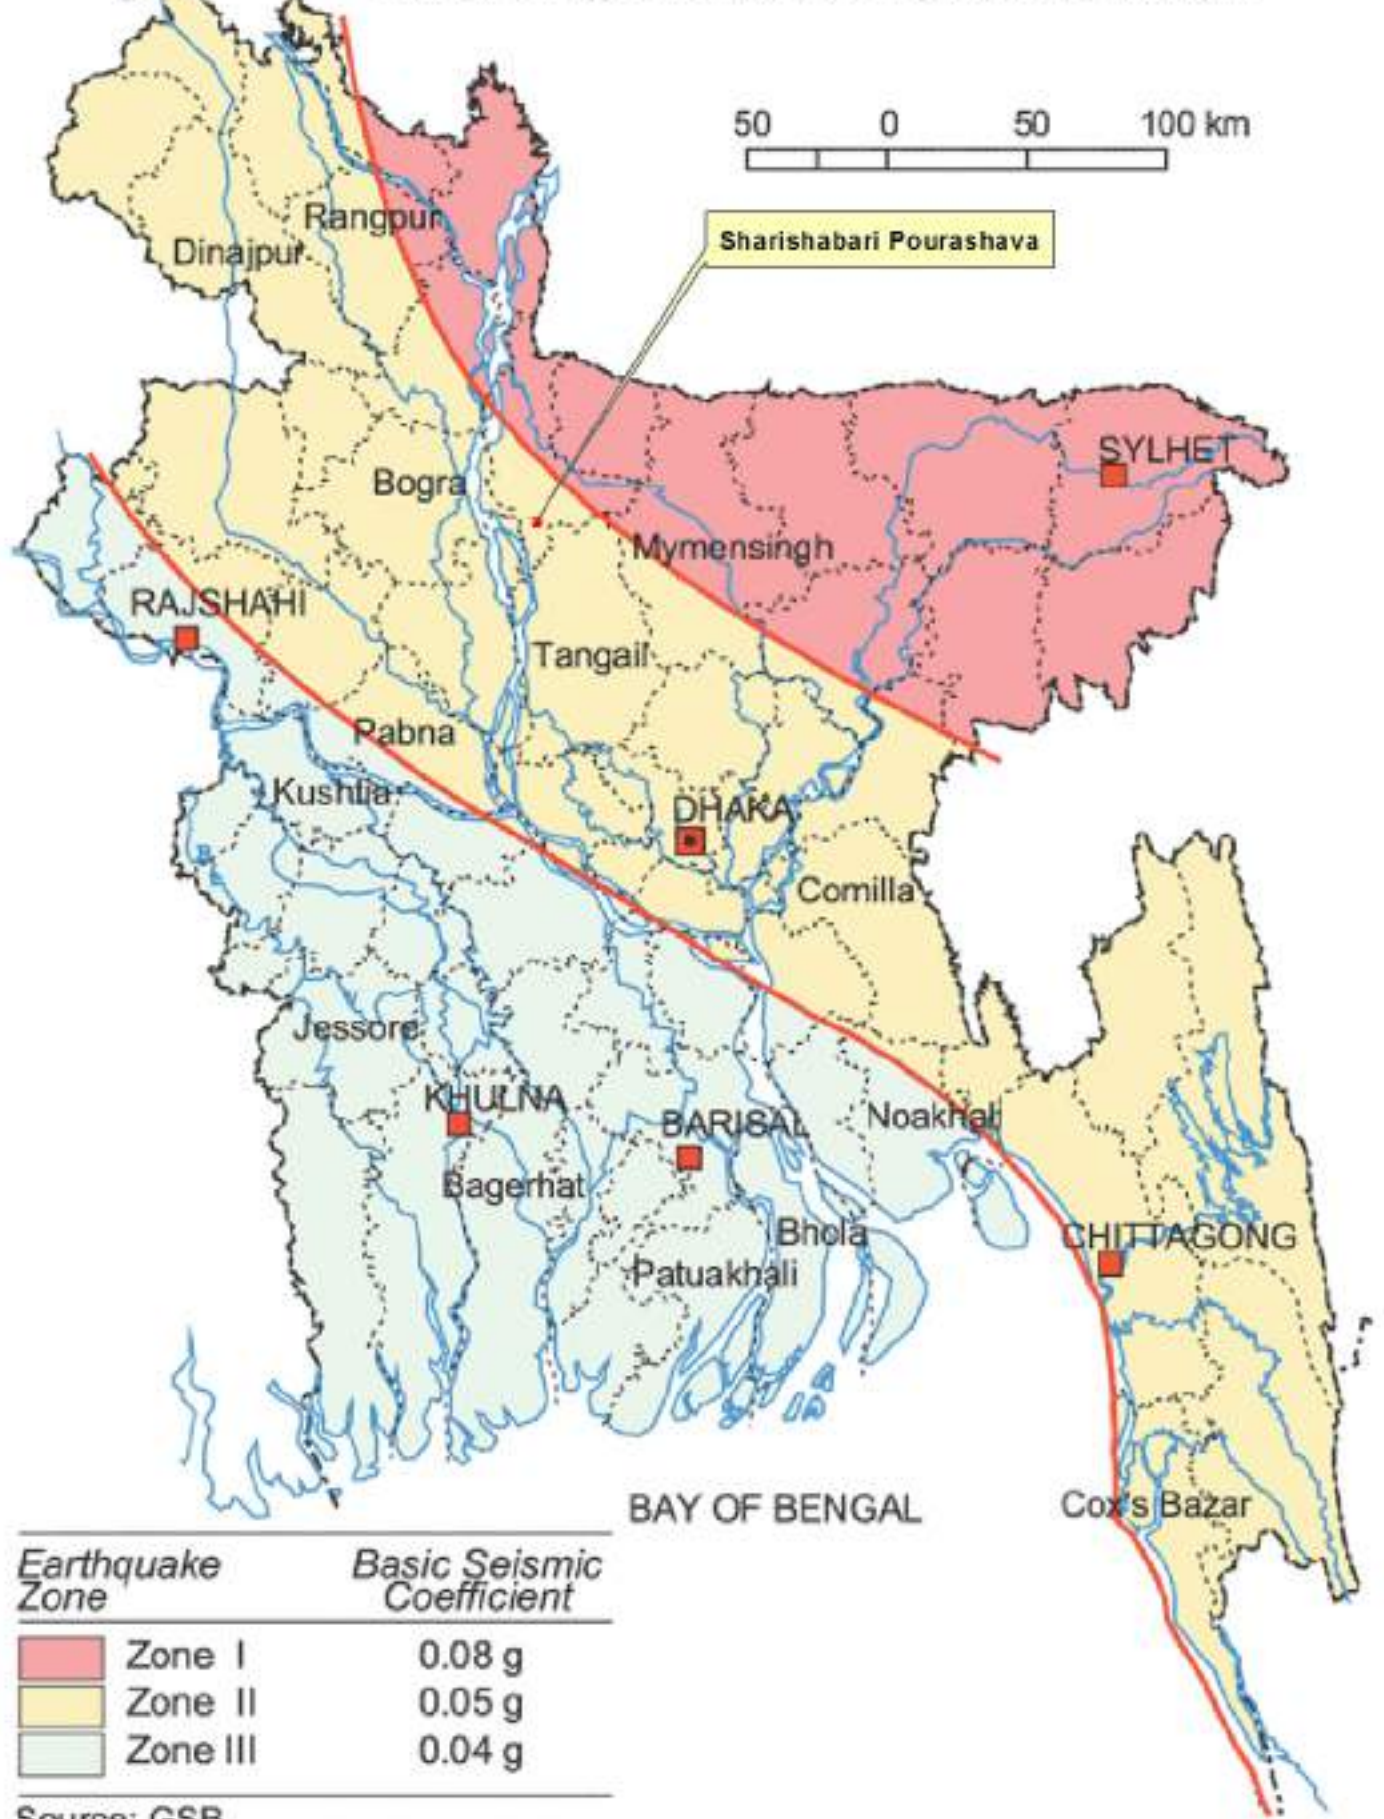 50 0 50 100 km
Sharishabari Pourashava
Rangpur
Dinajpur
SYLHET
Bogra
Mymensingh
RAJSHAHI
Tangail
Pabna
Kushtia
DHAKA
Comilla
Jessore
KHULNA
BARISAL
Noakhali
Bagerhat
Bhola
CHITTAGONG
Patuakhali
Cox's Bazar
BAY OF BENGAL
Earthquake Zone
Basic Seismic Coefficient
Zone I 0.08 g
Zone II 0.05 g
Zone III 0.04 g
Source: GSB